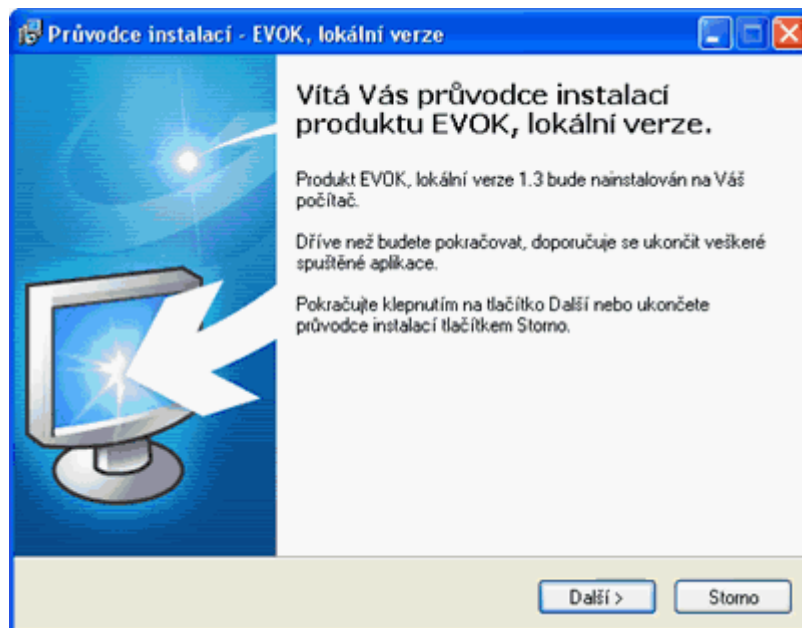 Průvodce instalací - EVOK, lokální verze
Vítá Vás průvodce instalací
produktu EVOK, lokální verze.
Produkt EVOK, lokální verze 1.3 bude nainstalován na Váš
počítač.
Dříve než budete pokračovat, doporučuje se ukončit veškeré
spuštěné aplikace.
Pokračujte klepnutím na tlačítko Další nebo ukončete
průvodce instalací tlačítkem Storno.
Další >
Storno